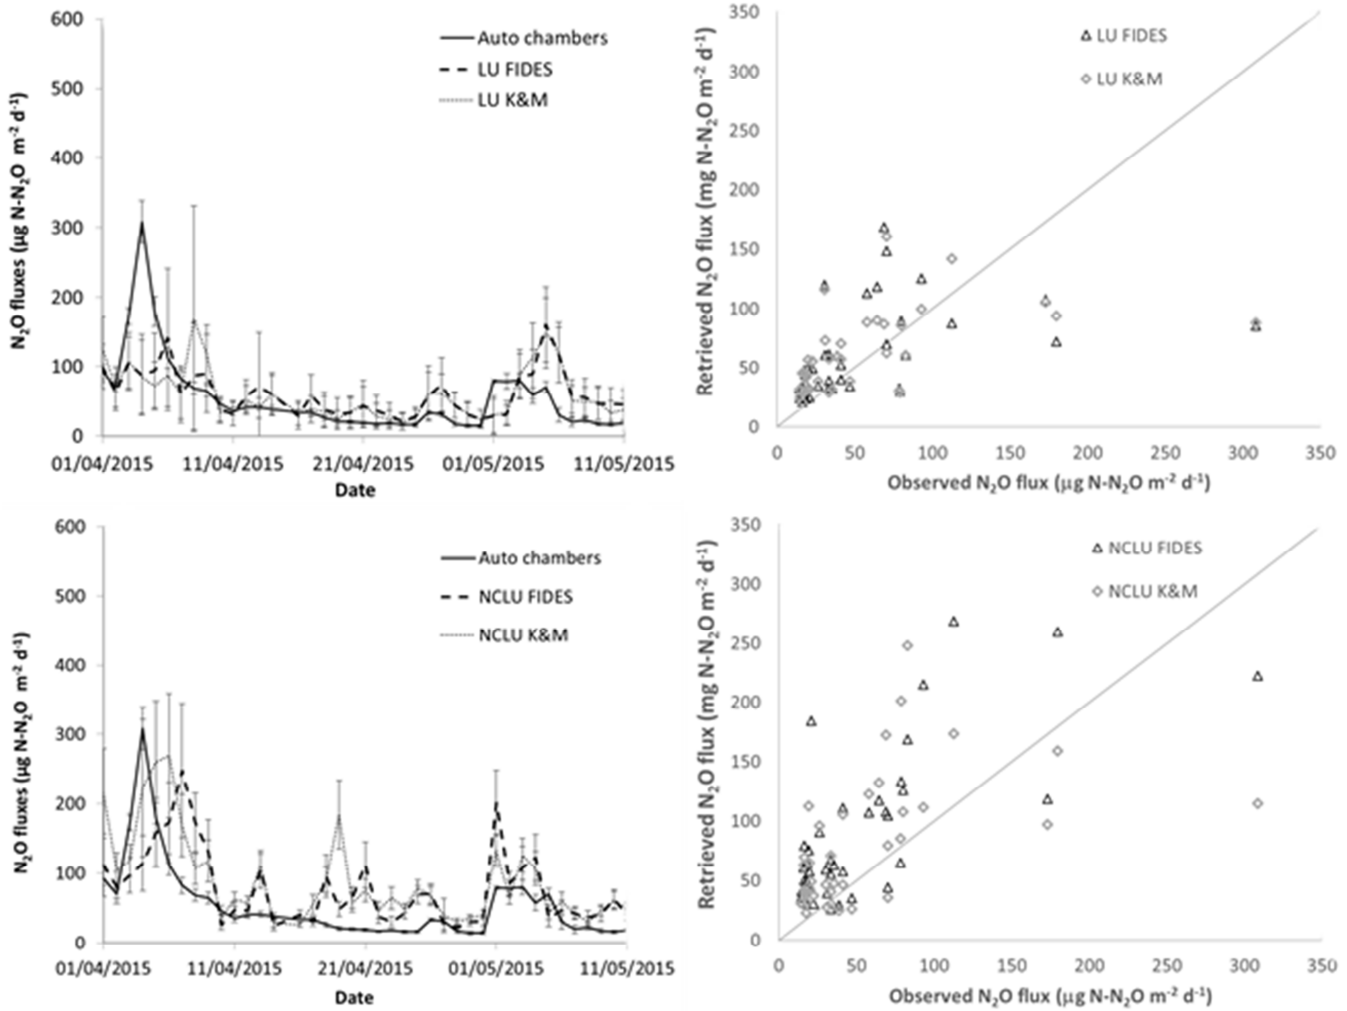 600
500
400
300
200
100
0
N₂O fluxes (µg N-N₂O m⁻² d⁻¹)
Auto chambers
LU FIDES
LU K&M
01/04/2015 11/04/2015 21/04/2015 01/05/2015 11/05/2015
Date
350
300
250
200
150
100
50
0
Retrieved N₂O flux (mg N-N₂O m⁻² d⁻¹)
LU FIDES
LU K&M
0 50 100 150 200 250 300 350
Observed N₂O flux (µg N-N₂O m⁻² d⁻¹)
600
500
400
300
200
100
0
N₂O fluxes (µg N-N₂O m⁻² d⁻¹)
Auto chambers
NCLU FIDES
NCLU K&M
01/04/2015 11/04/2015 21/04/2015 01/05/2015 11/05/2015
Date
350
300
250
200
150
100
50
0
Retrieved N₂O flux (mg N-N₂O m⁻² d⁻¹)
NCLU FIDES
NCLU K&M
0 50 100 150 200 250 300 350
Observed N₂O flux (µg N-N₂O m⁻² d⁻¹)